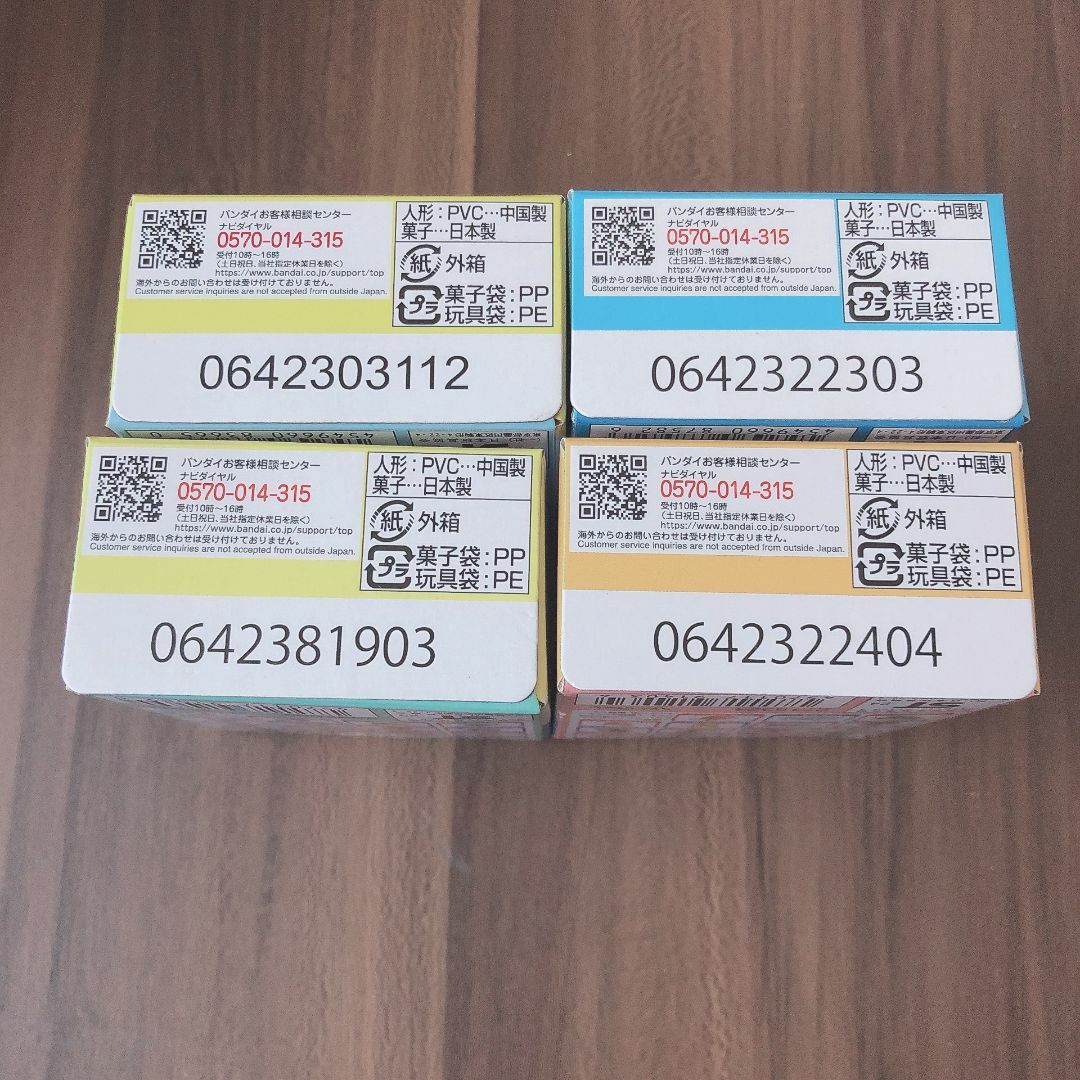 バンダイお客様相談センター
ナビダイヤル
0570-014-315
受付10時〜16時
(土日祝日、当社指定休業日を除く)
https://www.bandai.co.jp/support/top
海外からのお問い合わせは受け付けておりません。
Customer service inquiries are not accepted from outside Japan.
人形：PVC…中国製
菓子…日本製
紙 外箱
プラ 菓子袋：PP
玩具袋：PE
0642303112
バンダイお客様相談センター
ナビダイヤル
0570-014-315
受付10時〜16時
(土日祝日、当社指定休業日を除く)
https://www.bandai.co.jp/support/top
海外からのお問い合わせは受け付けておりません。
Customer service inquiries are not accepted from outside Japan.
人形：PVC…中国製
菓子…日本製
紙 外箱
プラ 菓子袋：PP
玩具袋：PE
0642322303
バンダイお客様相談センター
ナビダイヤル
0570-014-315
受付10時〜16時
(土日祝日、当社指定休業日を除く)
https://www.bandai.co.jp/support/top
海外からのお問い合わせは受け付けておりません。
Customer service inquiries are not accepted from outside Japan.
人形：PVC…中国製
菓子…日本製
紙 外箱
プラ 菓子袋：PP
玩具袋：PE
0642381903
バンダイお客様相談センター
ナビダイヤル
0570-014-315
受付10時〜16時
(土日祝日、当社指定休業日を除く)
https://www.bandai.co.jp/support/top
海外からのお問い合わせは受け付けておりません。
Customer service inquiries are not accepted from outside Japan.
人形：PVC…中国製
菓子…日本製
紙 外箱
プラ 菓子袋：PP
玩具袋：PE
0642322404